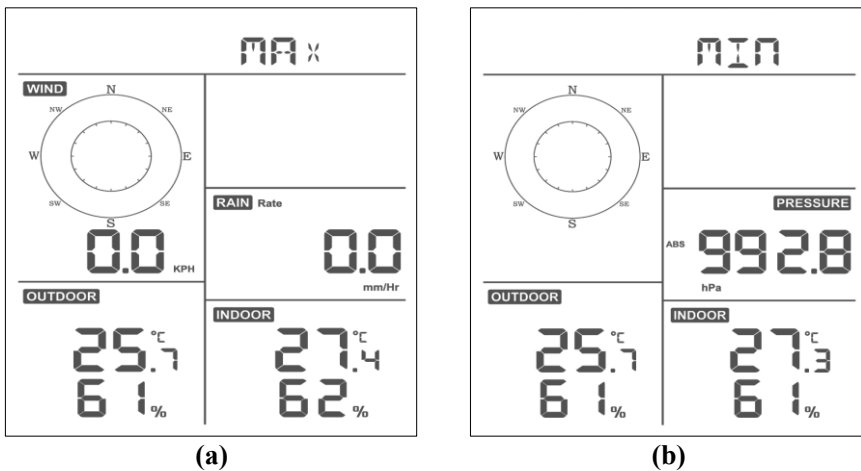 MAX
WIND
N
NW NE
W E
SW SE
S
0.0 KPH
RAIN Rate
0.0
mm/Hr
OUTDOOR
25.7 °C
61%
INDOOR
27.4 °C
62%
(a)
MIN
N
NW NE
W E
SW SE
S
PRESSURE
ABS 992.8
hPa
OUTDOOR
25.7 °C
61%
INDOOR
27.3 °C
61%
(b)